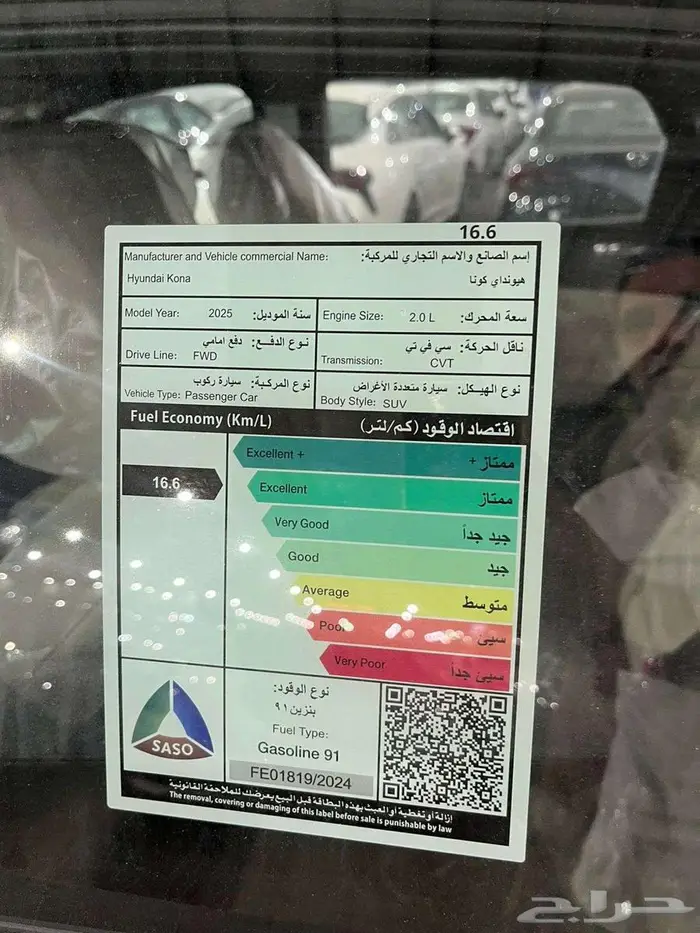 16.6
Manufacturer and Vehicle commercial Name: إسم الصانع والاسم التجاري للمركبة:
Hyundai Kona هيونداي كونا
Model Year: 2025 سنة الموديل:
Engine Size: 2.0 L سعة المحرك:
نوع الدفع: دفع امامي
Drive Line: FWD
ناقل الحركة: سي في تي
Transmission: CVT
نوع المركبة: سيارة ركوب
Vehicle Type: Passenger Car
نوع الهيكل: سيارة متعددة الأغراض
Body Style: SUV
Fuel Economy (Km/L) اقتصاد الوقود (كم/لتر)
16.6
Excellent + ممتاز +
Excellent ممتاز
Very Good جيد جداً
Good جيد
Average متوسط
Poor سيئ
Very Poor سيئ جداً
SASO
نوع الوقود:
بنزين ٩١
Fuel Type:
Gasoline 91
FE01819/2024
إزالة أو تغطية أو العبث بهذه البطاقة قبل البيع يعرضك للملاحقة القانونية
The removal, covering or damaging of this label before sale is punishable by law
حراج